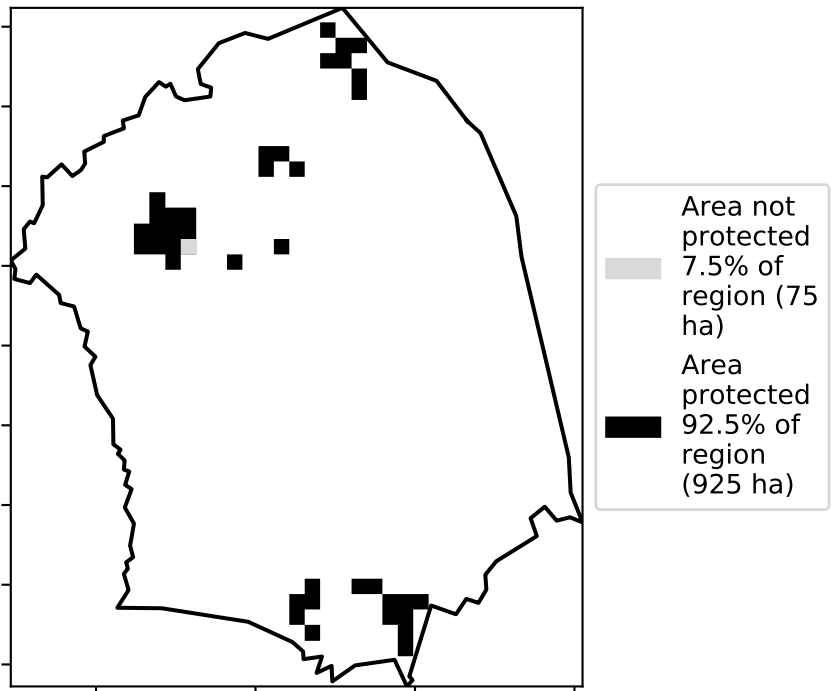 Area not
protected
7.5% of
region (75
ha)
Area
protected
92.5% of
region
(925 ha)